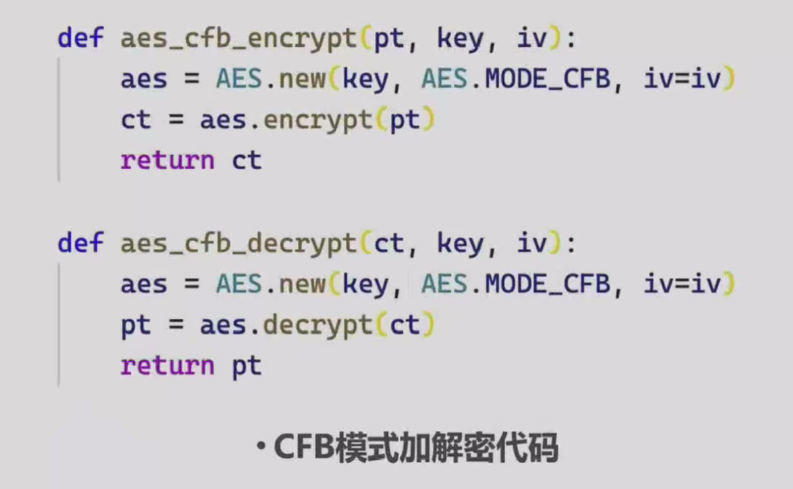 def aes_cfb_encrypt(pt, key, iv):
    aes = AES.new(key, AES.MODE_CFB, iv=iv)
    ct = aes.encrypt(pt)
    return ct
def aes_cfb_decrypt(ct, key, iv):
    aes = AES.new(key, AES.MODE_CFB, iv=iv)
    pt = aes.decrypt(ct)
    return pt
• CFB模式加解密代码